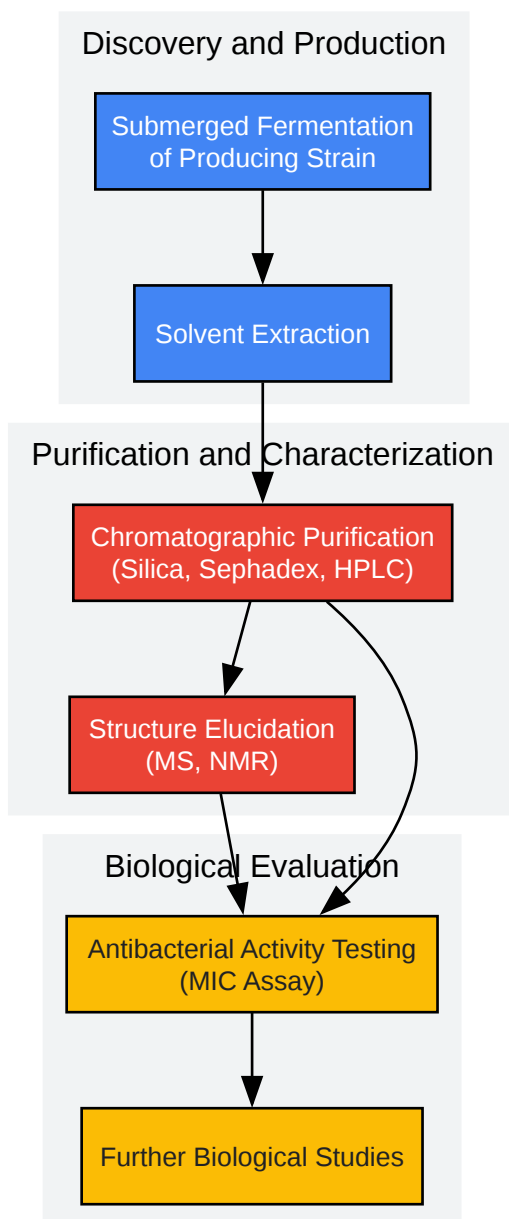 Discovery and Production
Submerged Fermentation
of Producing Strain
Solvent Extraction
Purification and Characterization
Chromatographic Purification
(Silica, Sephadex, HPLC)
Structure Elucidation
(MS, NMR)
Biological Evaluation
Antibacterial Activity Testing
(MIC Assay)
Further Biological Studies